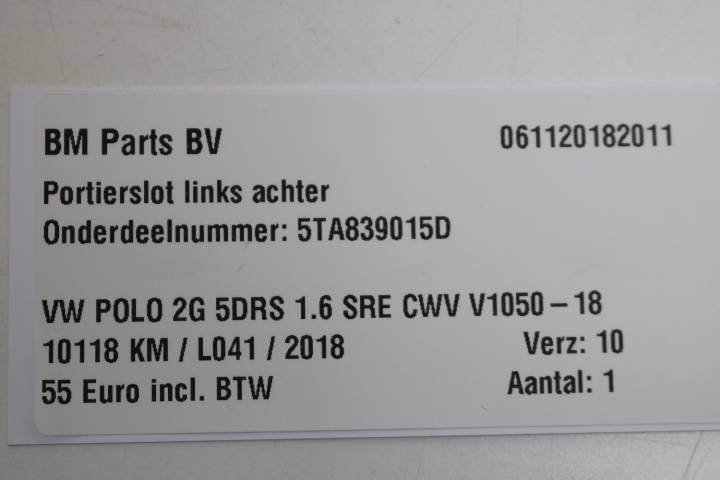 BM Parts BV 061120182011
Portierslot links achter
Onderdeelnummer: 5TA839015D
VW POLO 2G 5DRS 1.6 SRE CWV V1050-18
10118 KM / L041 / 2018 Verz: 10
55 Euro incl. BTW Aantal: 1